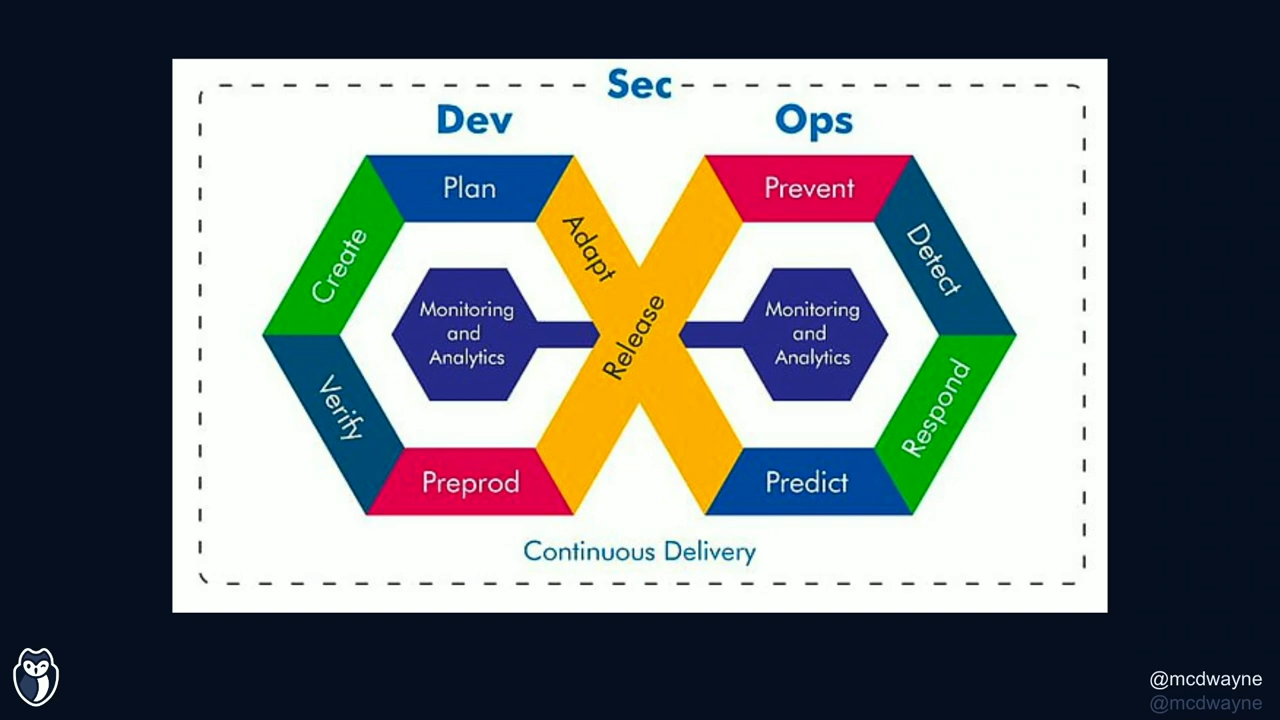 Sec
Dev
Ops
Plan
Adapt
Create
Verify
Preprod
Release
Monitoring
and
Analytics
Prevent
Detect
Respond
Predict
Monitoring
and
Analytics
Continuous Delivery
@mcdwayne
@mcdwayne